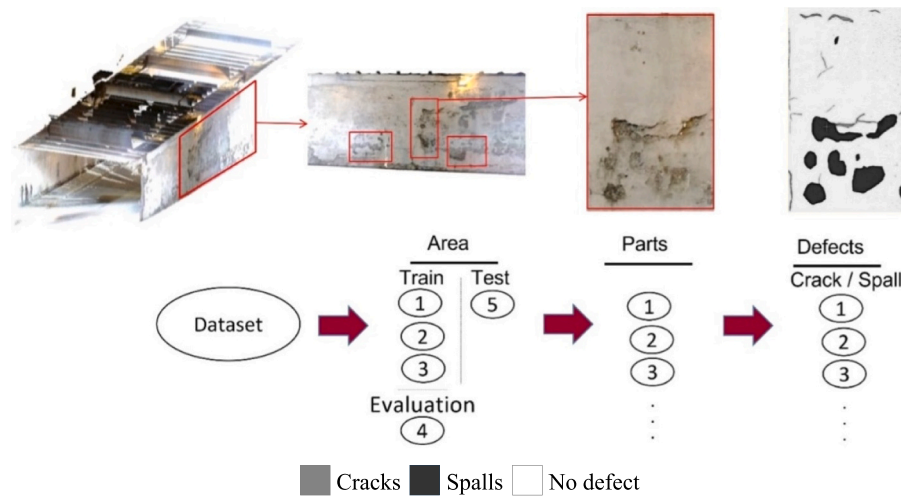 Area
Parts
Defects
Train
Test
Crack / Spall
Dataset
1
5
1
1
2
2
2
3
3
3
Evaluation
4
Cracks
Spalls
No defect